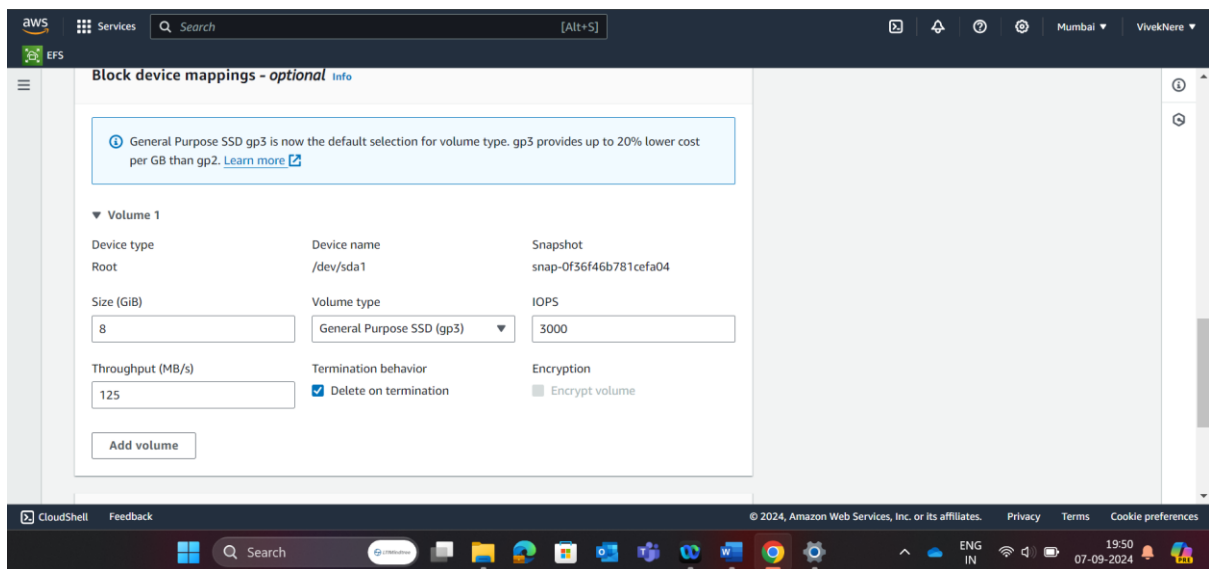 aws
Services
Search
[Alt+S]
Mumbai
VivekNere
EFS
Block device mappings - optional Info
General Purpose SSD gp3 is now the default selection for volume type. gp3 provides up to 20% lower cost
per GB than gp2. Learn more
Volume 1
Device type Device name Snapshot
Root /dev/sda1 snap-0f36f46b781cefa04
Size (GiB) Volume type IOPS
8 General Purpose SSD (gp3) 3000
Throughput (MB/s) Termination behavior Encryption
125 Delete on termination Encrypt volume
Add volume
CloudShell Feedback © 2024, Amazon Web Services, Inc. or its affiliates. Privacy Terms Cookie preferences
Search
ENG
IN
19:50
07-09-2024